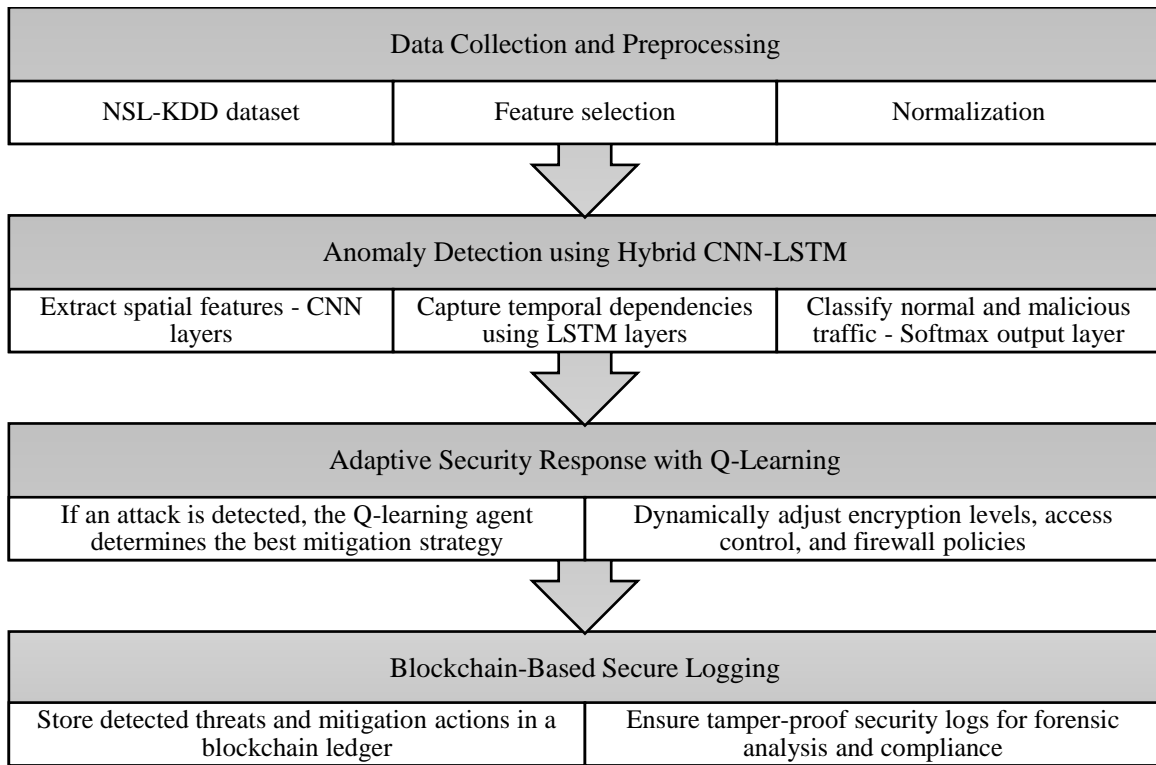 Data Collection and Preprocessing
NSL-KDD dataset
Feature selection
Normalization
Anomaly Detection using Hybrid CNN-LSTM
Extract spatial features - CNN
layers
Capture temporal dependencies
using LSTM layers
Classify normal and malicious
traffic - Softmax output layer
Adaptive Security Response with Q-Learning
If an attack is detected, the Q-learning agent
determines the best mitigation strategy
Dynamically adjust encryption levels, access
control, and firewall policies
Blockchain-Based Secure Logging
Store detected threats and mitigation actions in a
blockchain ledger
Ensure tamper-proof security logs for forensic
analysis and compliance